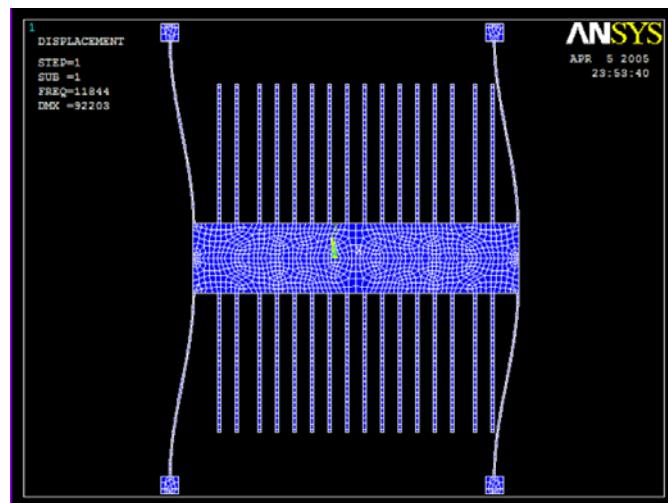 1
DISPLACEMENT
STEP=1
SUB =1
FREQ=11844
DMX =92203
ANSYS
APR 5 2005
23:53:40
X